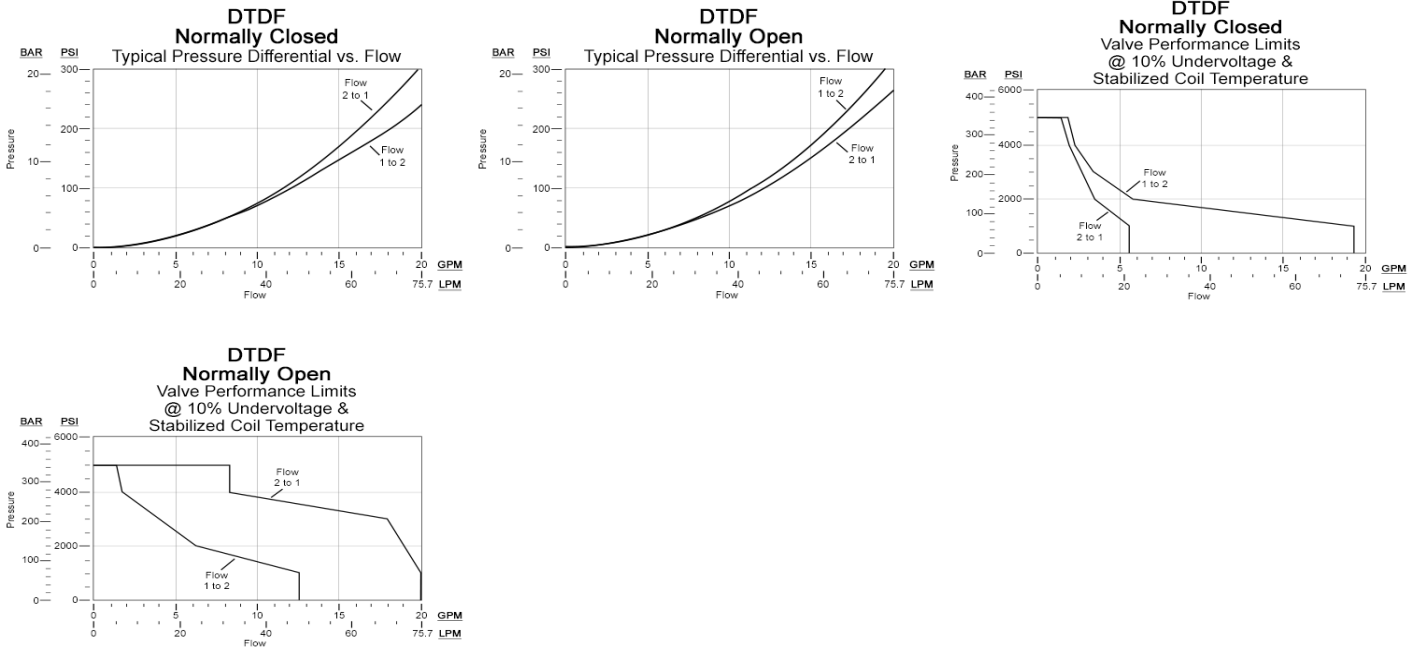 DTDF
Normally Closed
Typical Pressure Differential vs. Flow
BAR PSI
20 300
200
10
100
0 0
Pressure
Flow
2 to 1
Flow
1 to 2
0 5 10 15 20 GPM
0 20 40 60 75.7 LPM
Flow
DTDF
Normally Open
Typical Pressure Differential vs. Flow
BAR PSI
20 300
200
10
100
0 0
Pressure
Flow
1 to 2
Flow
2 to 1
0 5 10 15 20 GPM
0 20 40 60 75.7 LPM
Flow
DTDF
Normally Closed
Valve Performance Limits
@ 10% Undervoltage &
Stabilized Coil Temperature
BAR PSI
400 6000
300 4000
200 2000
100
0 0
Pressure
Flow
1 to 2
Flow
2 to 1
0 5 10 15 20 GPM
0 20 40 60 75.7 LPM
Flow
DTDF
Normally Open
Valve Performance Limits
@ 10% Undervoltage &
Stabilized Coil Temperature
BAR PSI
400 6000
300 4000
200 2000
100
0 0
Pressure
Flow
2 to 1
Flow
1 to 2
0 5 10 15 20 GPM
0 20 40 60 75.7 LPM
Flow